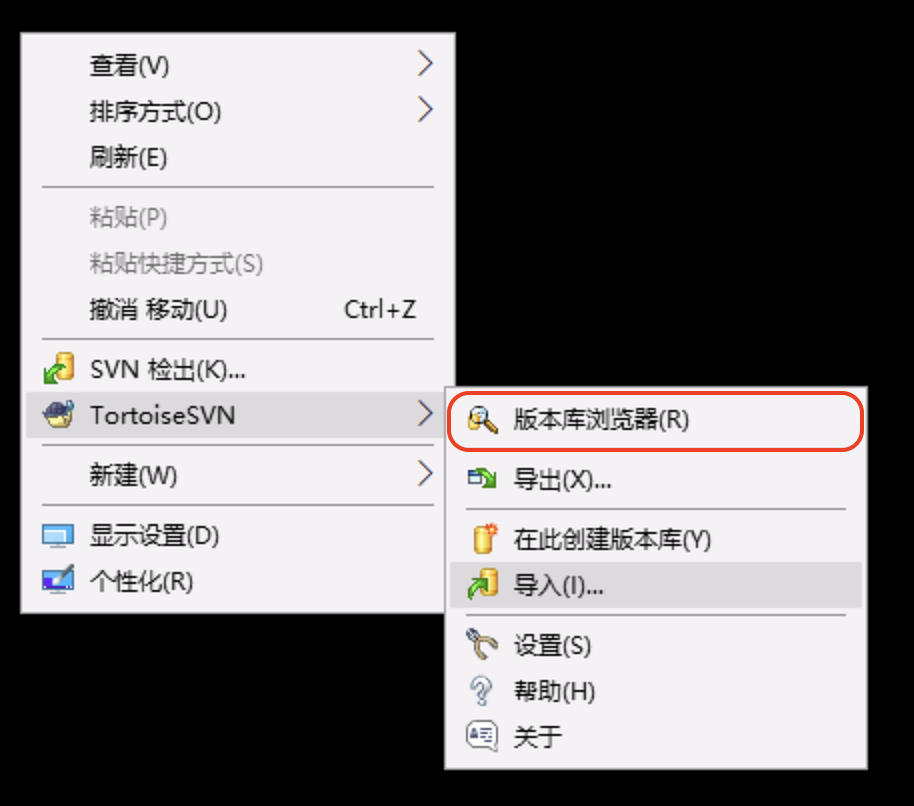 查看(V)
排序方式(O)
刷新(E)
粘贴(P)
粘贴快捷方式(S)
撤消 移动(U) Ctrl+Z
SVN 检出(K)...
TortoiseSVN
新建(W)
显示设置(D)
个性化(R)
版本库浏览器(R)
导出(X)...
在此创建版本库(Y)
导入(I)...
设置(S)
帮助(H)
关于